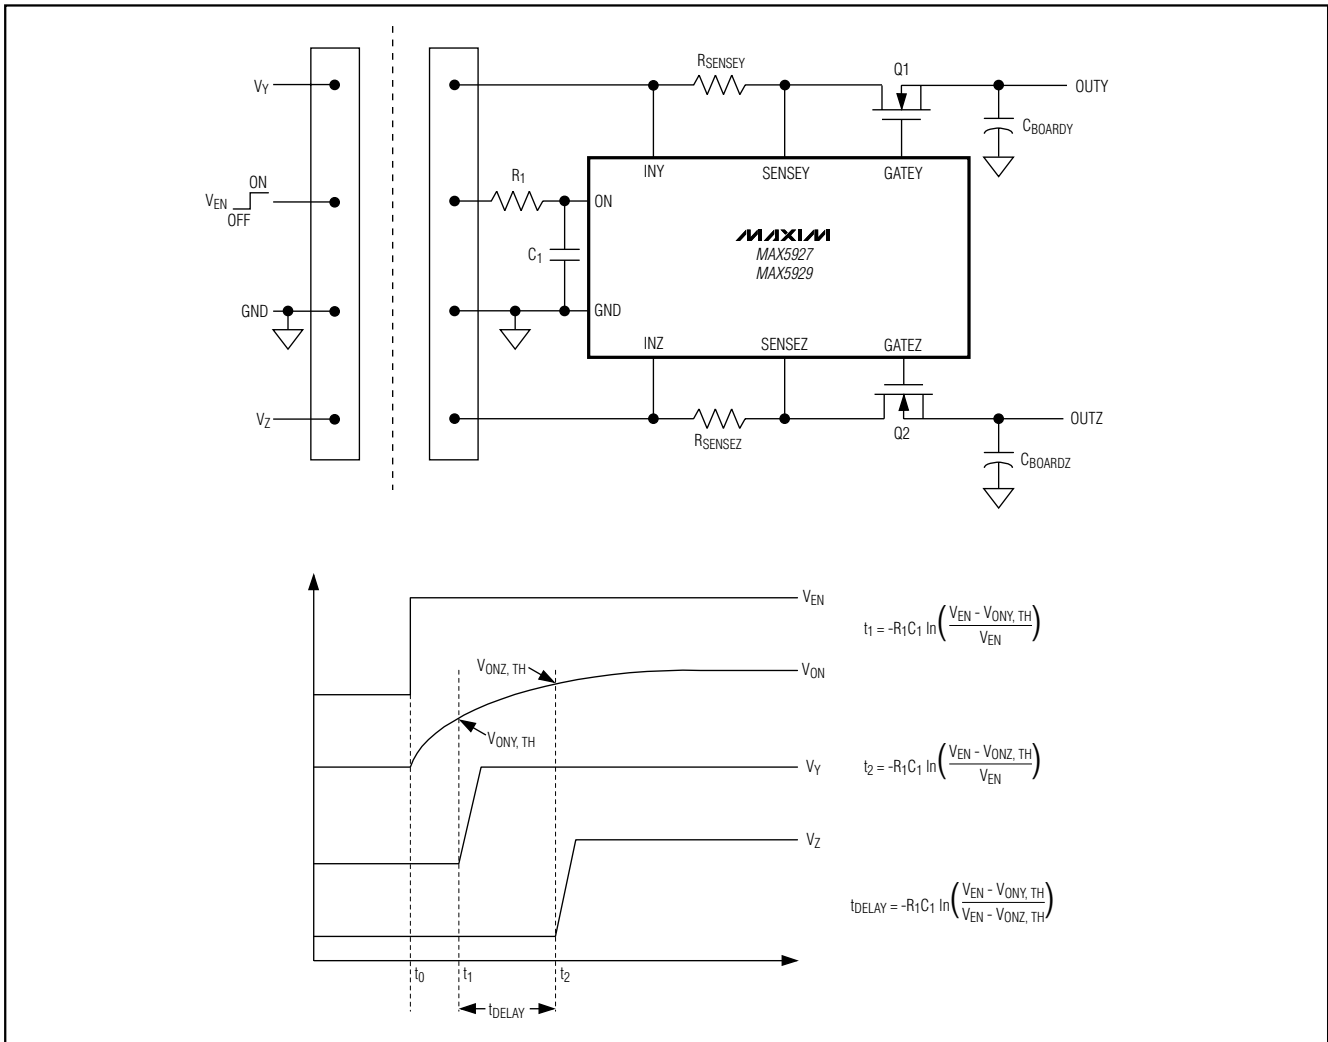 RSENSEY
Q1
VY
OUTY
CBOARDY
INY
SENSEY
GATEY
R1
ON
VEN
OFF
ON
MAXIM
MAX5927
MAX5929
C1
GND
GND
INZ
SENSEZ
GATEZ
VZ
RSENSEZ
Q2
OUTZ
CBOARDZ
VEN
t1 = -R1C1 ln(VEN - VONY, TH / VEN)
VONZ, TH
VON
VONY, TH
VY
t2 = -R1C1 ln(VEN - VONZ, TH / VEN)
VZ
tDELAY = -R1C1 ln(VEN - VONY, TH / VEN - VONZ, TH)
t0
t1
t2
tDELAY